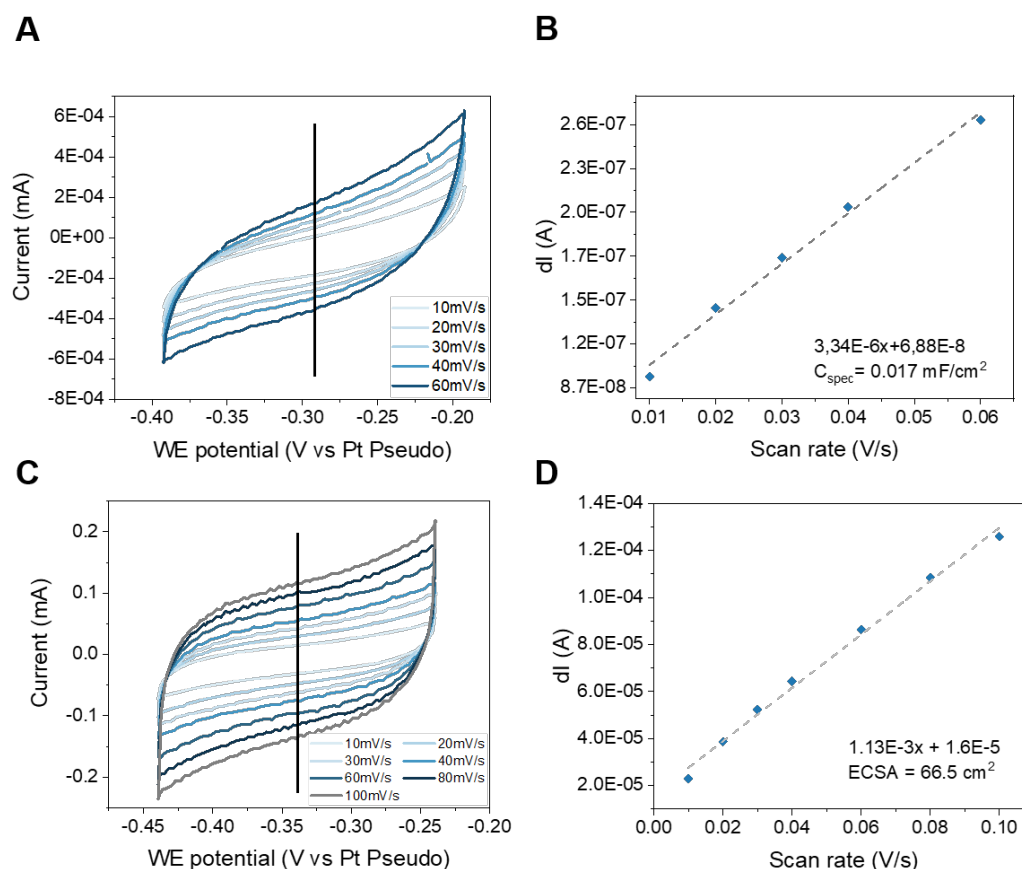 A
6E-04
4E-04
2E-04
0E+00
-2E-04
-4E-04
-6E-04
-8E-04
Current (mA)
10mV/s
20mV/s
30mV/s
40mV/s
60mV/s
-0.40
-0.35
-0.30
-0.25
-0.20
WE potential (V vs Pt Pseudo)
B
2.6E-07
2.3E-07
2.0E-07
1.7E-07
1.5E-07
1.2E-07
8.7E-08
dI (A)
3,34E-6x+6,88E-8
Cspec= 0.017 mF/cm²
0.01
0.02
0.03
0.04
0.05
0.06
Scan rate (V/s)
C
0.2
0.1
0.0
-0.1
-0.2
Current (mA)
10mV/s
20mV/s
30mV/s
40mV/s
60mV/s
80mV/s
100mV/s
-0.45
-0.40
-0.35
-0.30
-0.25
-0.20
WE potential (V vs Pt Pseudo)
D
1.4E-04
1.2E-04
1.0E-04
8.0E-05
6.0E-05
4.0E-05
2.0E-05
dI (A)
1.13E-3x + 1.6E-5
ECSA = 66.5 cm²
0.00
0.02
0.04
0.06
0.08
0.10
Scan rate (V/s)